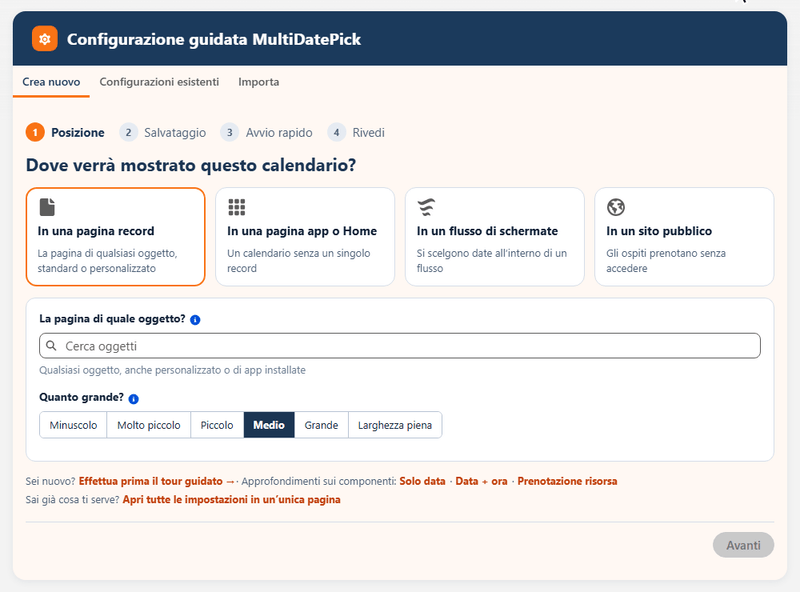 Configurazione guidata MultiDatePick
Crea nuovo Configurazioni esistenti Importa
1 Posizione 2 Salvataggio 3 Avvio rapido 4 Rivedi
Dove verrà mostrato questo calendario?
In una pagina record
La pagina di qualsiasi oggetto,
standard o personalizzato
In una pagina app o Home
Un calendario senza un singolo
record
In un flusso di schermate
Si scelgono date all'interno di un
flusso
In un sito pubblico
Gli ospiti prenotano senza
accedere
La pagina di quale oggetto? i
Cerca oggetti
Qualsiasi oggetto, anche personalizzato o di app installate
Quanto grande? i
Minuscolo Molto piccolo Piccolo Medio Grande Larghezza piena
Sei nuovo? Effettua prima il tour guidato → · Approfondimenti sui componenti: Solo data · Data + ora · Prenotazione risorsa
Sai già cosa ti serve? Apri tutte le impostazioni in un'unica pagina
Avanti